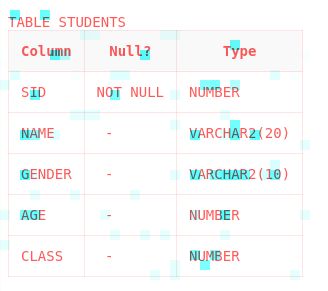 TABLE STUDENTS
Column Null? Type
SID NOT NULL NUMBER
NAME - VARCHAR2(20)
GENDER - VARCHAR2(10)
AGE - NUMBER
CLASS - NUMBER